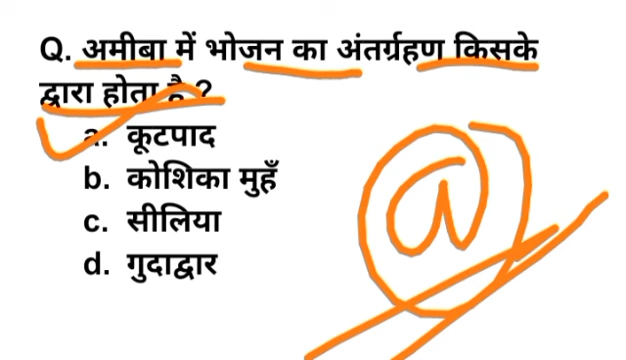 Q. अमीबा में भोजन का अंतर्ग्रहण किसके
द्वारा होता है ?
a. कूटपाद
b. कोशिका मुहँ
c. सीलिया
d. गुदाद्वार
a